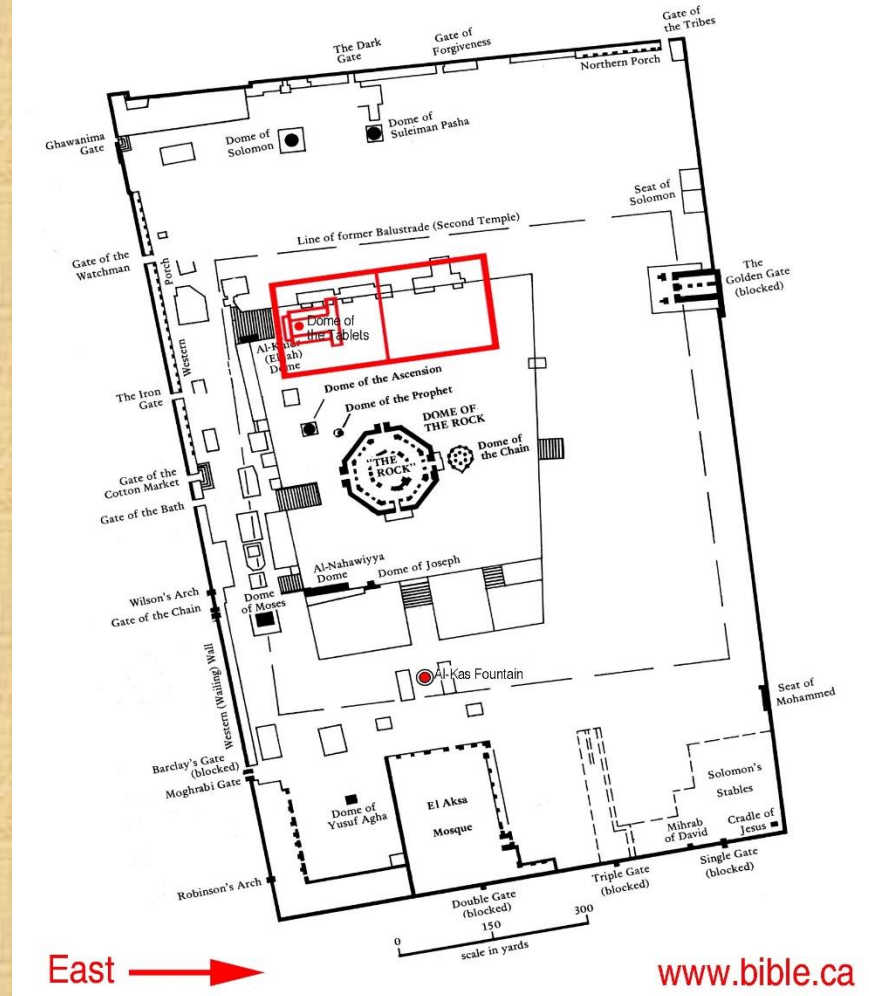 Gate of
the Tribes
The Dark
Gate
Gate of
Forgiveness
Northern Porch
Ghawanima
Gate
Dome of
Solomon
Dome of
Suleiman Pasha
Seat of
Solomon
Line of former Balustrade (Second Temple)
Gate of the
Watchman
Western
Porch
The
Golden Gate
(blocked)
Dome of
the Tablets
(Elijah)
Dome
Dome of the Ascension
The Iron
Gate
Dome of the Prophet
DOME OF
THE ROCK
Dome of
the Chain
"THE
ROCK"
Gate of the
Cotton Market
Gate of the Bath
Al-Nahawiyya
Dome
Dome of Joseph
Wilson's Arch
Gate of the Chain
Dome
of Moses
Western (Wailing) Wall
Al-Kas Fountain
Seat of
Mohammed
Barclay's Gate
(blocked)
Moghrabi Gate
Solomon's
Stables
Dome of
Yusuf Agha
El Aksa
Mosque
Mihrab
of David
Cradle of
Jesus
Robinson's Arch
Double Gate
(blocked)
Triple Gate
(blocked)
Single Gate
(blocked)
0 150 300
scale in yards
East
www.bible.ca